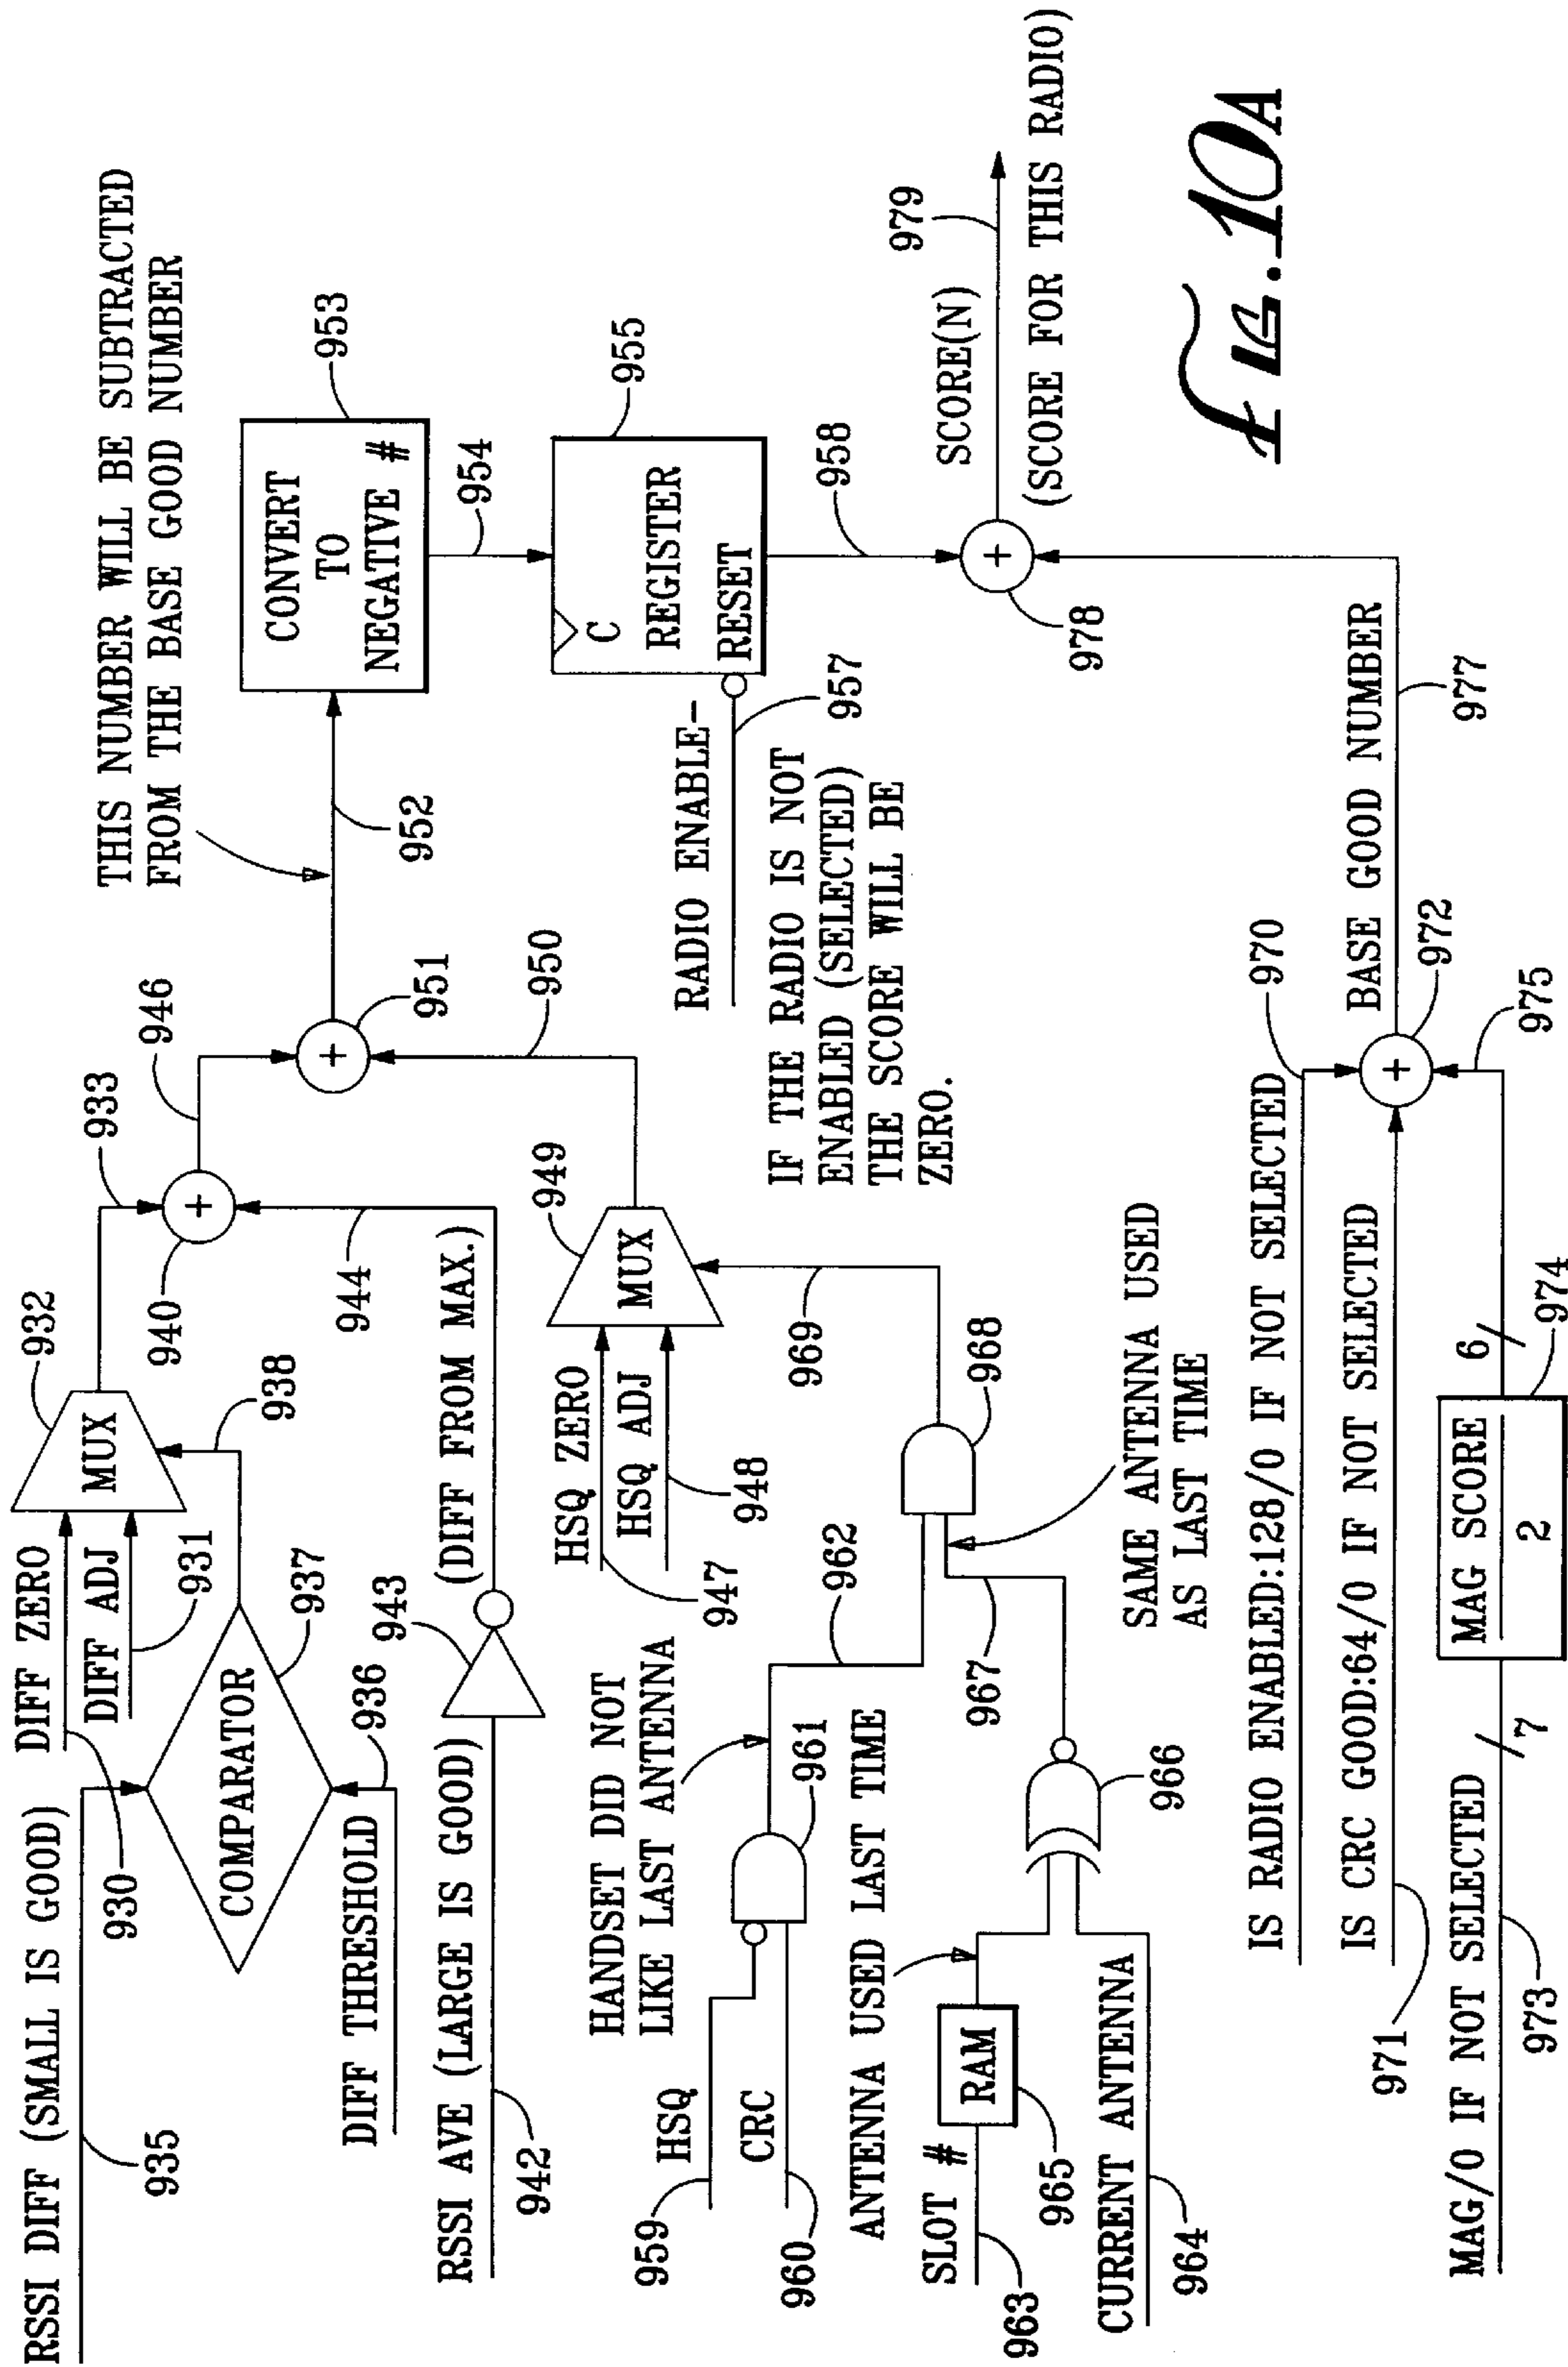 RSSI DIFF (SMALL IS GOOD)
935
DIFF ZERO
930
DIFF ADJ
931
MUX
932
933
946
COMPARATOR
937
938
DIFF THRESHOLD
936
940
+
RSSI AVE (LARGE IS GOOD)
942
943
(DIFF FROM MAX.)
944
+
951
952
THIS NUMBER WILL BE SUBTRACTED
FROM THE BASE GOOD NUMBER
CONVERT
TO
NEGATIVE #
953
954
C
REGISTER
RESET
955
RADIO ENABLE-
957
958
IF THE RADIO IS NOT
ENABLED (SELECTED)
THE SCORE WILL BE
ZERO.
HSQ ZERO
947
HSQ ADJ
948
MUX
949
950
HANDSET DID NOT
LIKE LAST ANTENNA
HSQ
959
CRC
960
961
962
ANTENNA USED LAST TIME
SLOT #
963
RAM
965
CURRENT ANTENNA
964
966
967
968
969
SAME ANTENNA USED
AS LAST TIME
IS RADIO ENABLED:128/0 IF NOT SELECTED
970
IS CRC GOOD:64/0 IF NOT SELECTED
971
MAG/0 IF NOT SELECTED
973
7
MAG SCORE
2
974
6
975
+
972
BASE GOOD NUMBER
977
+
978
SCORE(N)
979
(SCORE FOR THIS RADIO)
FIG. 10A